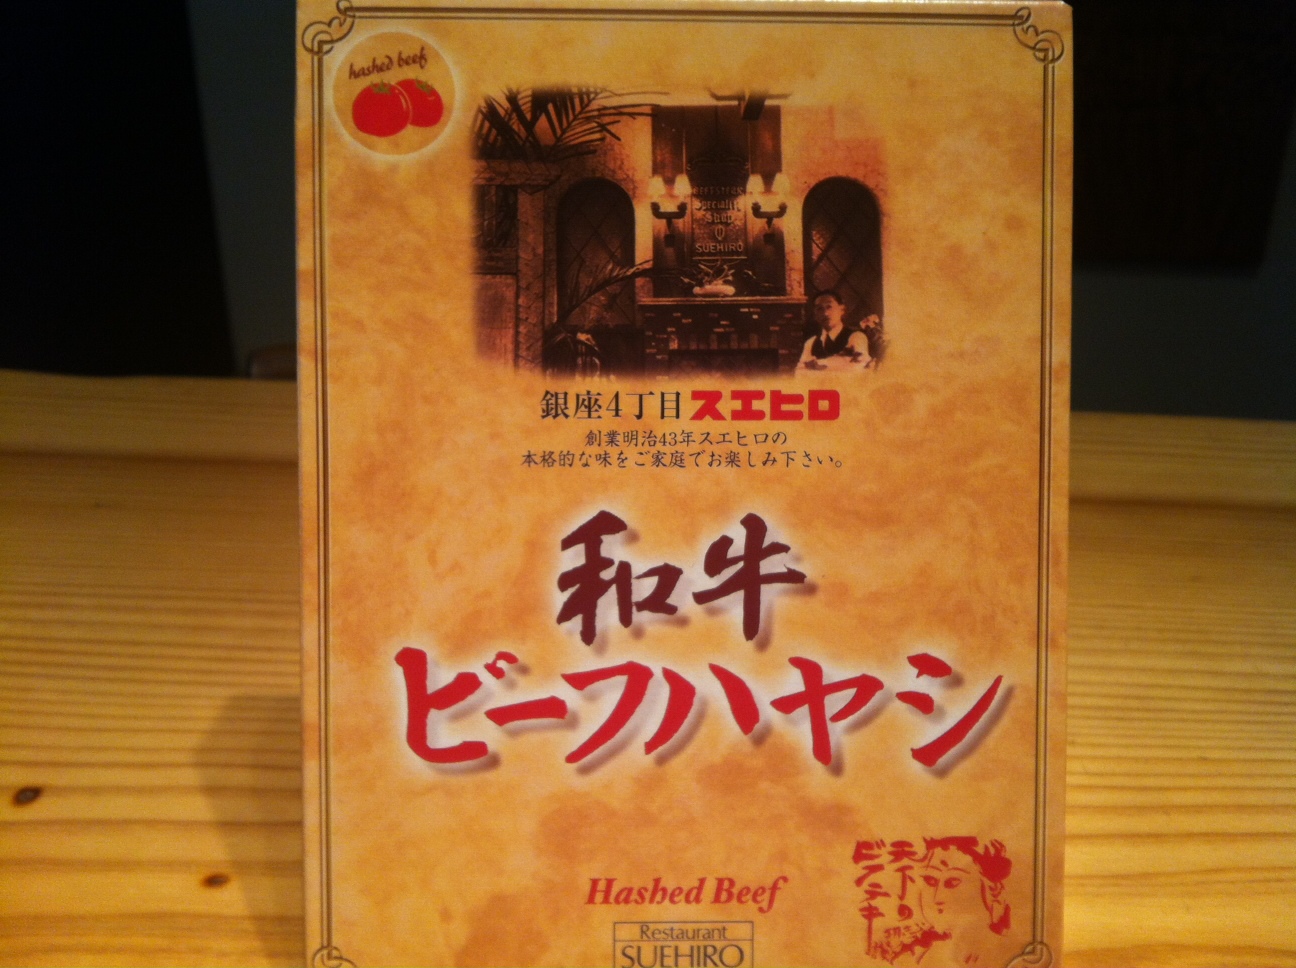 hashed beef
Speciality
Shop
SUEHIRO
銀座4丁目スエヒロ
創業明治43年スエヒロの
本格的な味をご家庭でお楽しみ下さい。
和牛
ビーフハヤシ
天下の
ビフテキ
Hashed Beef
Restaurant
SUEHIRO